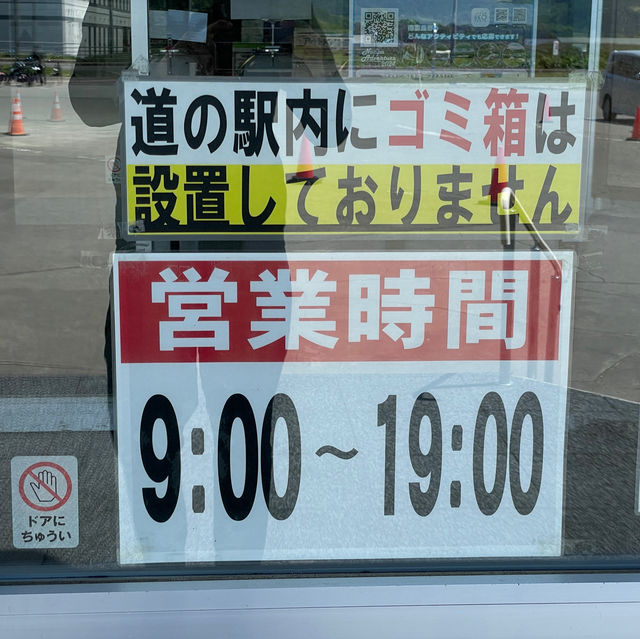 道の駅内にゴミ箱は
設置しておりません
営業時間
9:00～19:00
ドアに
ちゅうい